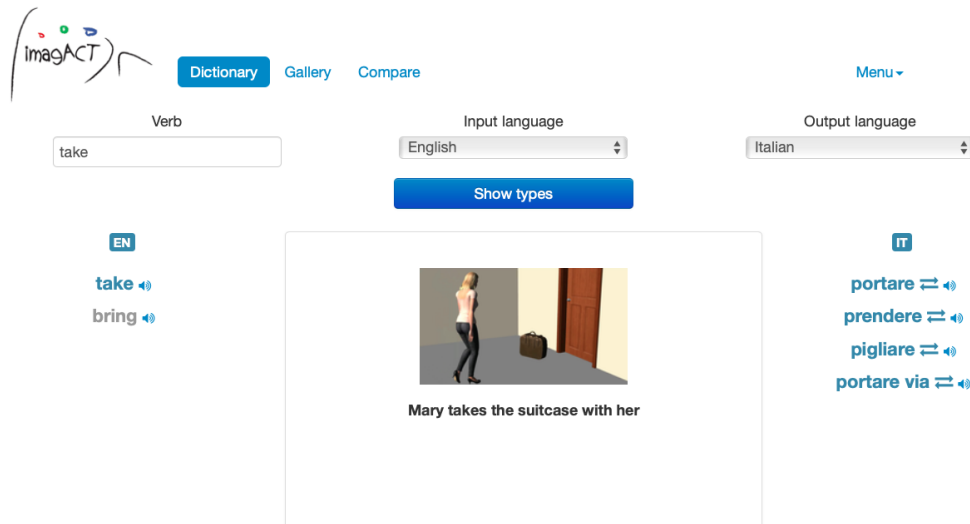 imagACT
Dictionary Gallery Compare Menu
Verb Input language Output language
take English Italian
Show types
EN IT
take portare
bring prendere
pigliare
portare via
Mary takes the suitcase with her